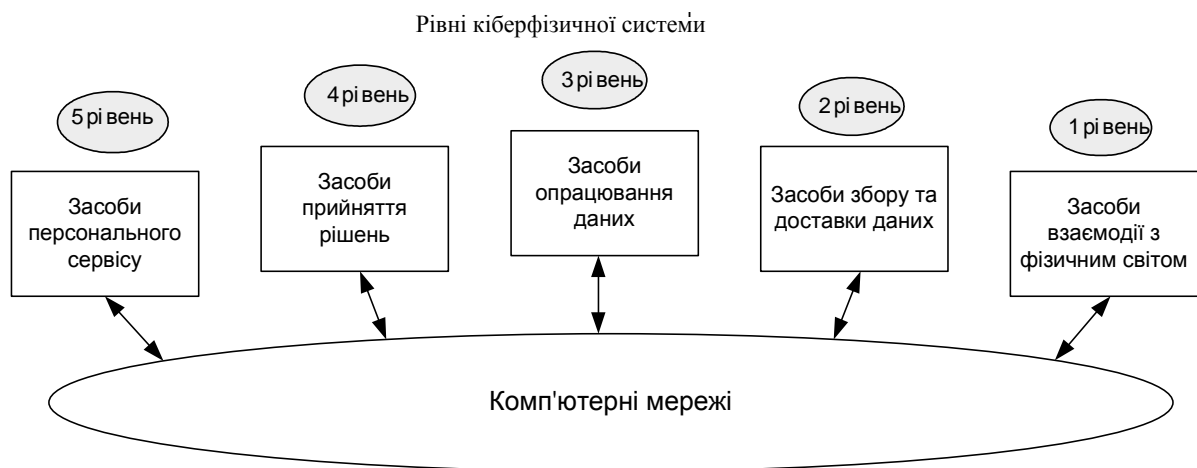 Рівні кіберфізичної системи
5 рівень
4 рівень
3 рівень
2 рівень
1 рівень
Засоби
персонального
сервісу
Засоби
прийняття
рішень
Засоби
опрацювання
даних
Засоби збору та
доставки даних
Засоби
взаємодії з
фізичним світом
Комп'ютерні мережі